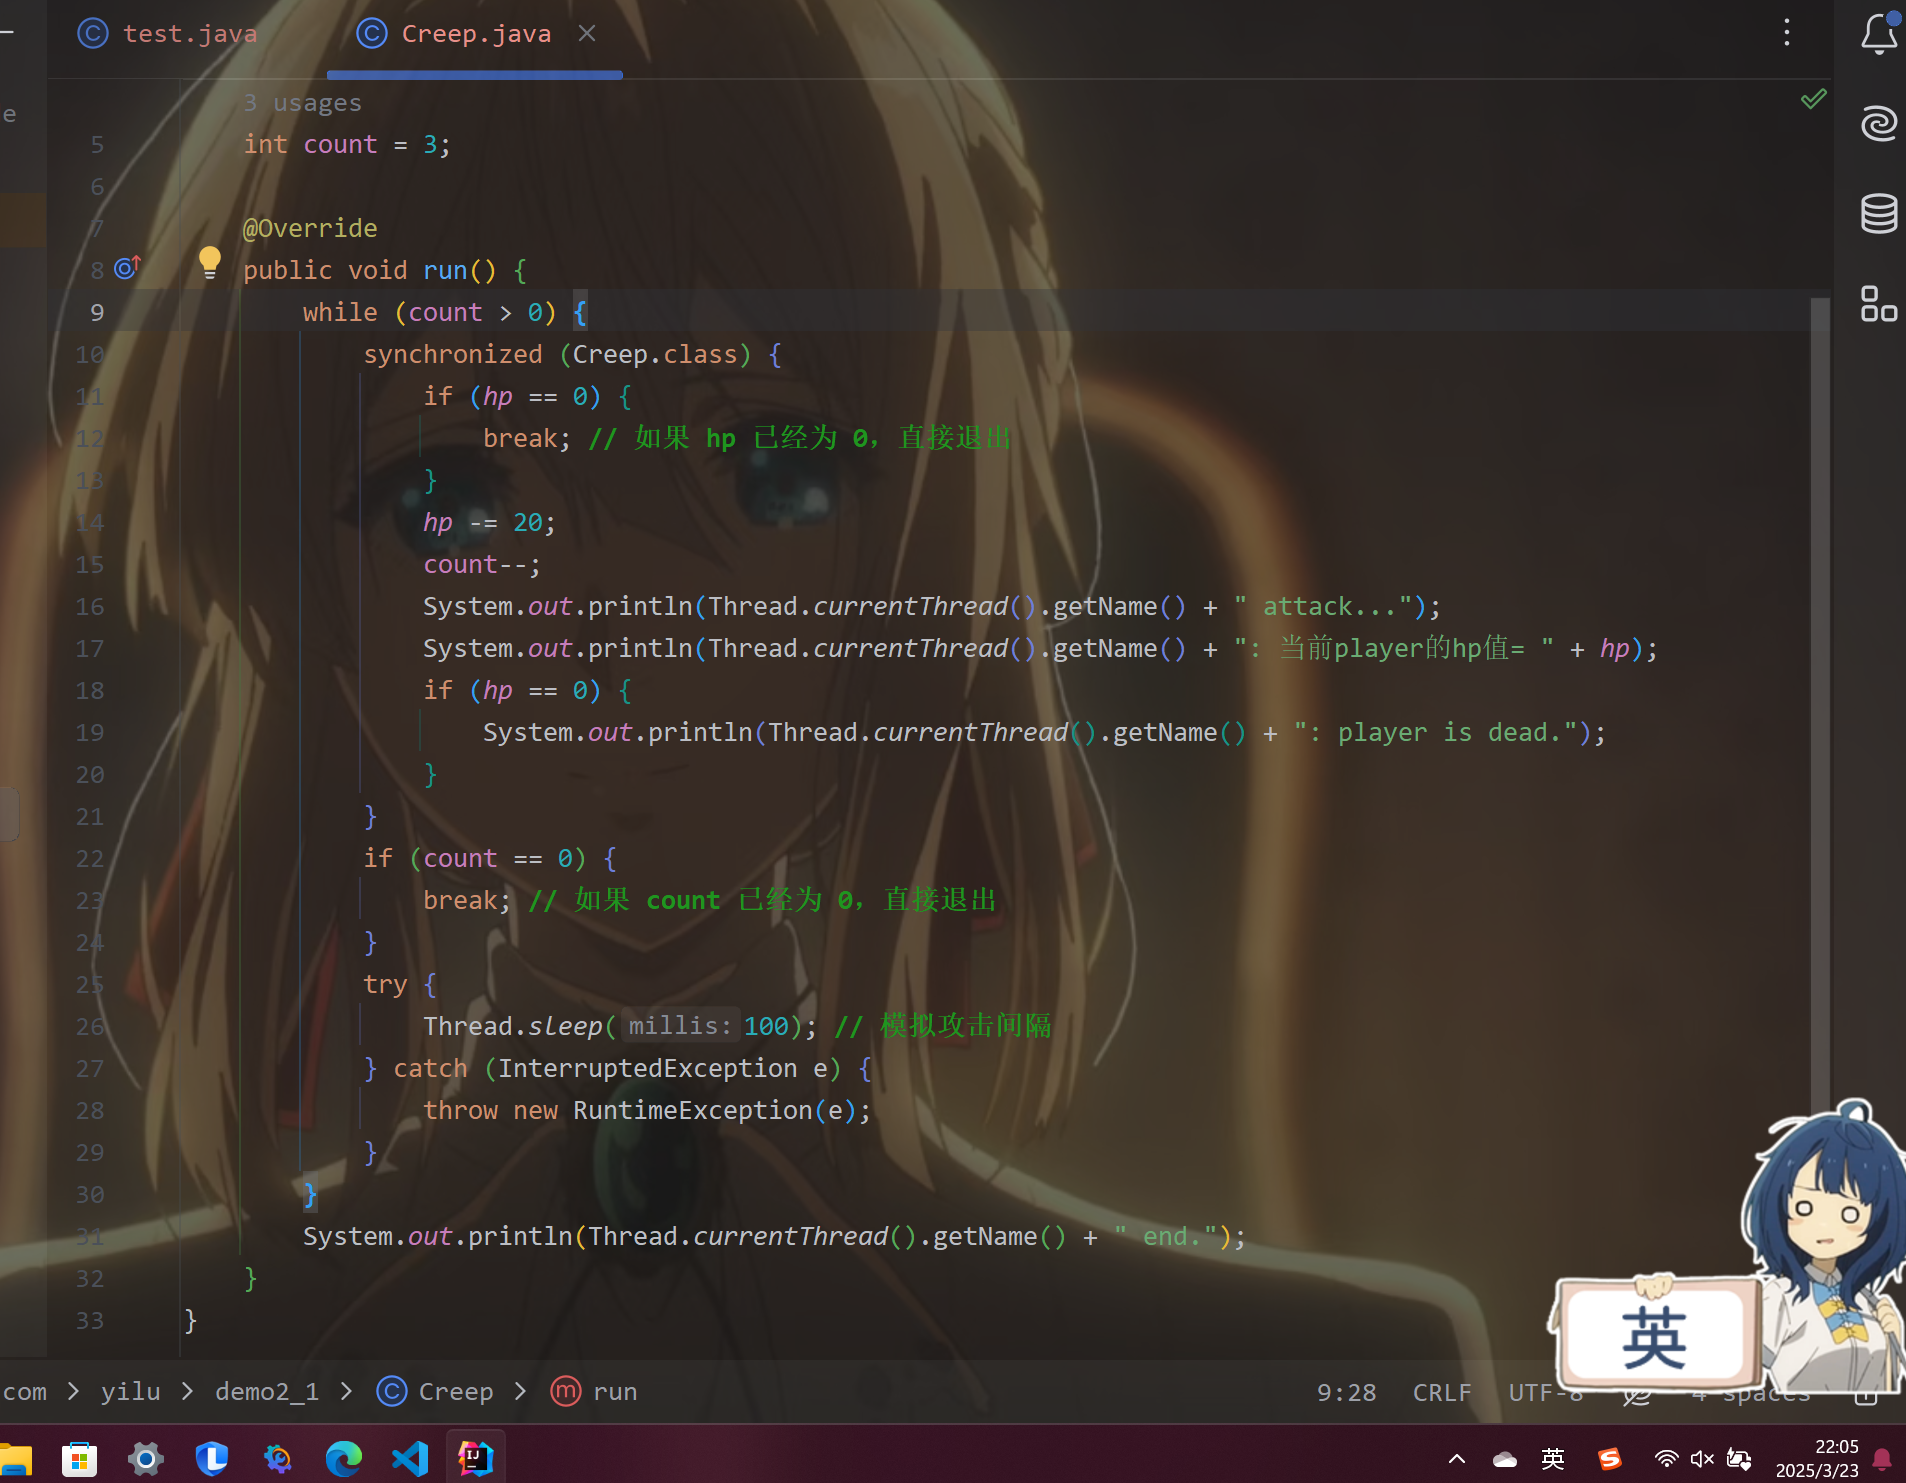 test.java Creep.java
e
3 usages
5 int count = 3;
6
7 @Override
8 public void run() {
9 while (count > 0) {
10 synchronized (Creep.class) {
11 if (hp == 0) {
12 break; // 如果 hp 已经为 0，直接退出
13 }
14 hp -= 20;
15 count--;
16 System.out.println(Thread.currentThread().getName() + " attack...");
17 System.out.println(Thread.currentThread().getName() + ": 当前player的hp值= " + hp);
18 if (hp == 0) {
19 System.out.println(Thread.currentThread().getName() + ": player is dead.");
20 }
21 }
22 if (count == 0) {
23 break; // 如果 count 已经为 0，直接退出
24 }
25 try {
26 Thread.sleep( millis: 100); // 模拟攻击间隔
27 } catch (InterruptedException e) {
28 throw new RuntimeException(e);
29 }
30 }
31 System.out.println(Thread.currentThread().getName() + " end.");
32 }
33 }
英
com > yilu > demo2_1 > Creep > run 9:28 CRLF UTF-8 4 spaces
英 22:05
2025/3/23